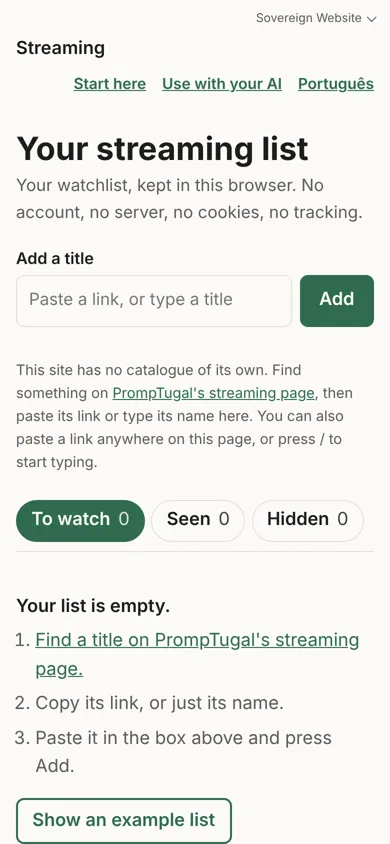 Sovereign Website
Streaming
Start here Use with your AI Português
Your streaming list
Your watchlist, kept in this browser. No
account, no server, no cookies, no tracking.
Add a title
Paste a link, or type a title Add
This site has no catalogue of its own. Find
something on PrompTugal's streaming page, then
paste its link or type its name here. You can also
paste a link anywhere on this page, or press / to
start typing.
To watch 0 Seen 0 Hidden 0
Your list is empty.
1. Find a title on PrompTugal's streaming
page.
2. Copy its link, or just its name.
3. Paste it in the box above and press
Add.
Show an example list